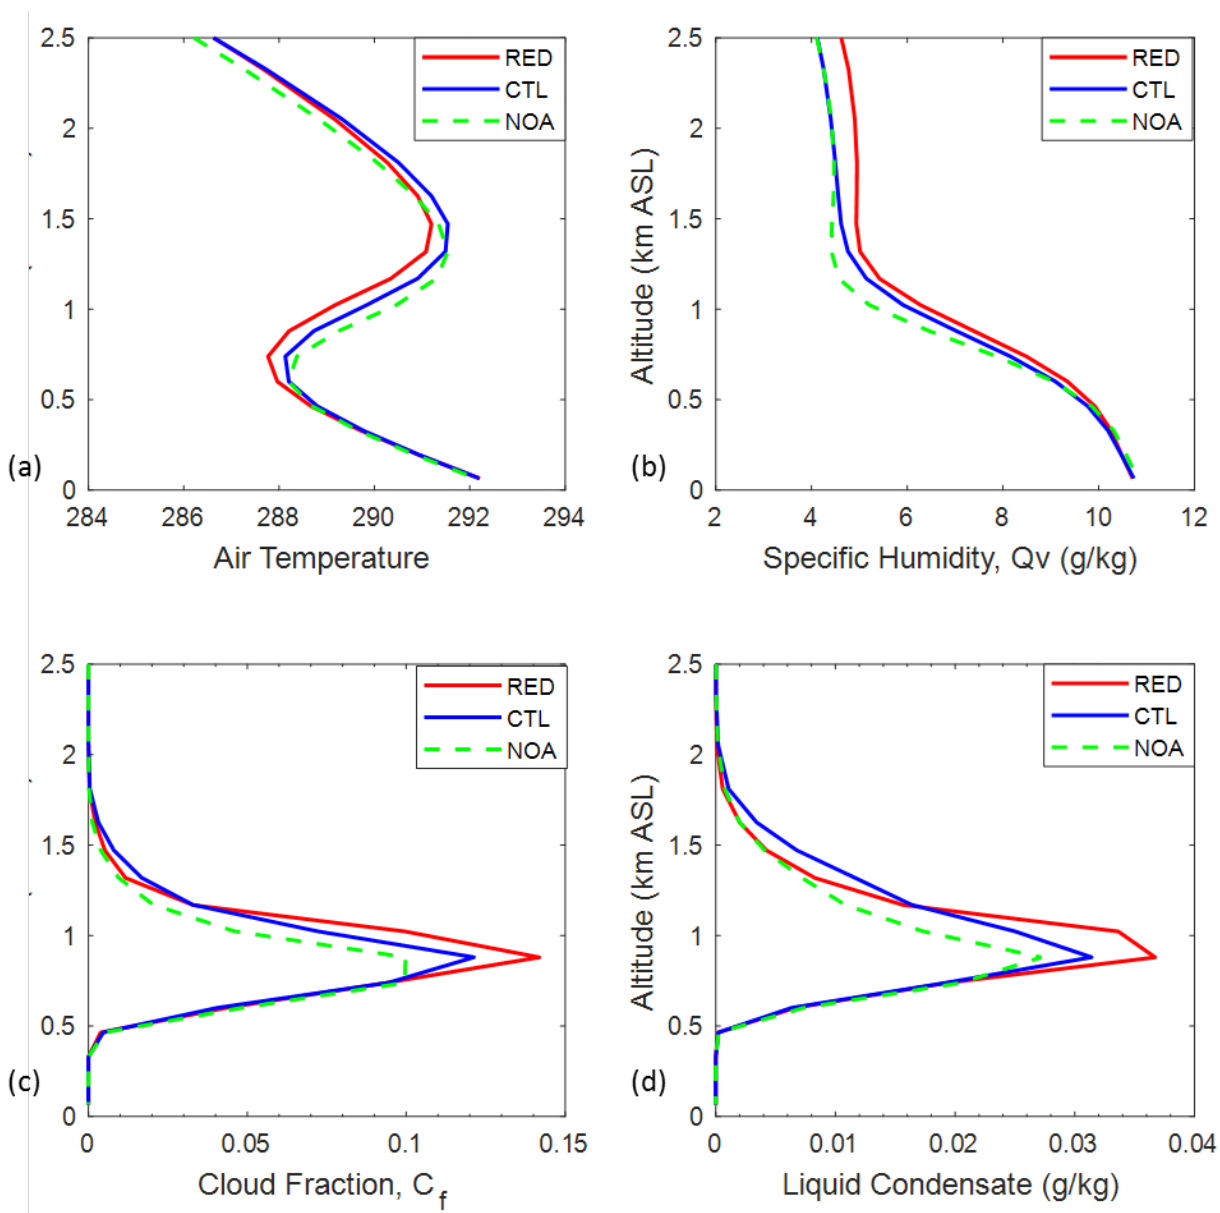 2.5
2
1.5
1
0.5
0
284
286
288
290
292
294
RED
CTL
NOA
(a)
Air Temperature
2.5
2
1.5
1
0.5
0
2
4
6
8
10
12
RED
CTL
NOA
Altitude (km ASL)
(b)
Specific Humidity, Qv (g/kg)
2.5
2
1.5
1
0.5
0
0
0.05
0.1
0.15
RED
CTL
NOA
(c)
Cloud Fraction, C_f
2.5
2
1.5
1
0.5
0
0
0.01
0.02
0.03
0.04
RED
CTL
NOA
Altitude (km ASL)
(d)
Liquid Condensate (g/kg)